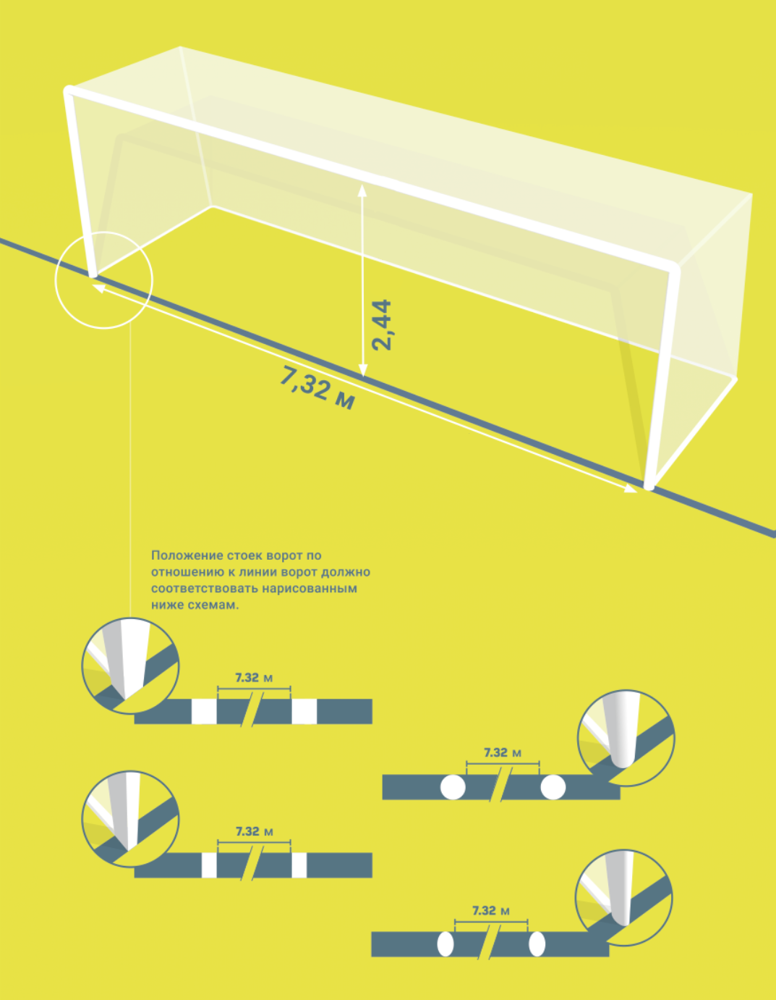 2,44
7,32 м
Положение стоек ворот по
отношению к линии ворот должно
соответствовать нарисованным
ниже схемам.
7.32 м
7.32 м
7.32 м
7.32 м